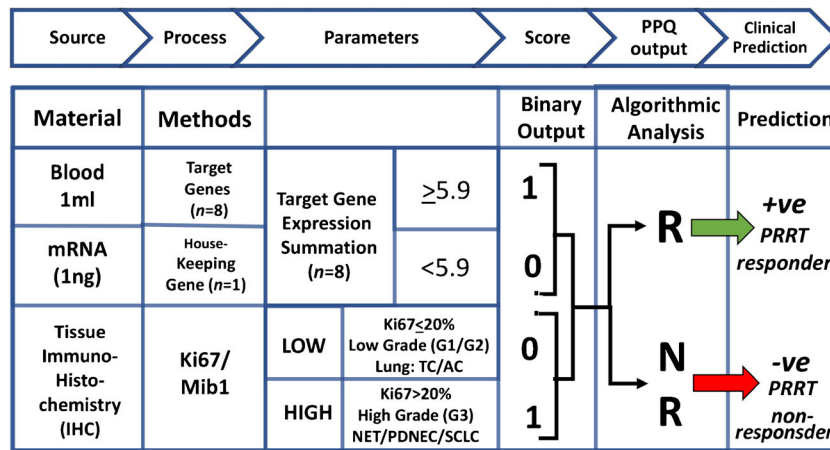 Source
Process
Parameters
Score
PPQ
output
Clinical
Prediction
Material
Methods
Binary
Output
Algorithmic
Analysis
Prediction
Blood
1ml
Target
Genes
(n=8)
Target Gene
Expression
Summation
(n=8)
≥5.9
1
R
+ve
PRRT
responder
mRNA
(1ng)
House-
Keeping
Gene (n=1)
<5.9
0
Tissue
Immuno-
Histo-
chemistry
(IHC)
Ki67/
Mib1
LOW
Ki67≤20%
Low Grade (G1/G2)
Lung: TC/AC
0
N
R
-ve
PRRT
non-
responsder
HIGH
Ki67>20%
High Grade (G3)
NET/PDNEC/SCLC
1